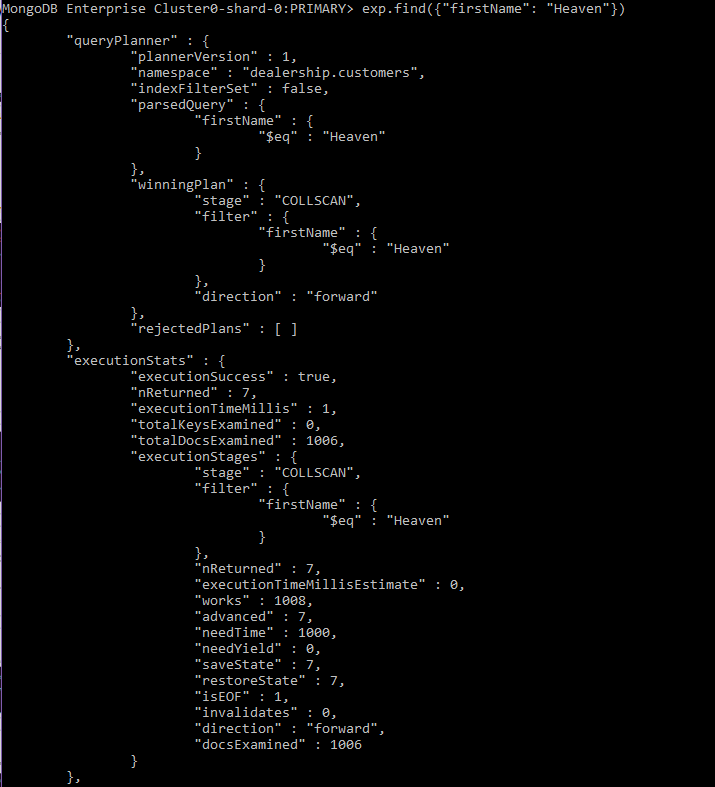 MongoDB Enterprise Cluster0-shard-0:PRIMARY> exp.find({"firstName": "Heaven"})
{
        "queryPlanner" : {
                "plannerVersion" : 1,
                "namespace" : "dealership.customers",
                "indexFilterSet" : false,
                "parsedQuery" : {
                        "firstName" : {
                                "$eq" : "Heaven"
                        }
                },
                "winningPlan" : {
                        "stage" : "COLLSCAN",
                        "filter" : {
                                "firstName" : {
                                        "$eq" : "Heaven"
                                }
                        },
                        "direction" : "forward"
                },
                "rejectedPlans" : [ ]
        },
        "executionStats" : {
                "executionSuccess" : true,
                "nReturned" : 7,
                "executionTimeMillis" : 1,
                "totalKeysExamined" : 0,
                "totalDocsExamined" : 1006,
                "executionStages" : {
                        "stage" : "COLLSCAN",
                        "filter" : {
                                "firstName" : {
                                        "$eq" : "Heaven"
                                }
                        },
                        "nReturned" : 7,
                        "executionTimeMillisEstimate" : 0,
                        "works" : 1008,
                        "advanced" : 7,
                        "needTime" : 1000,
                        "needYield" : 0,
                        "saveState" : 7,
                        "restoreState" : 7,
                        "isEOF" : 1,
                        "invalidates" : 0,
                        "direction" : "forward",
                        "docsExamined" : 1006
                }
        },